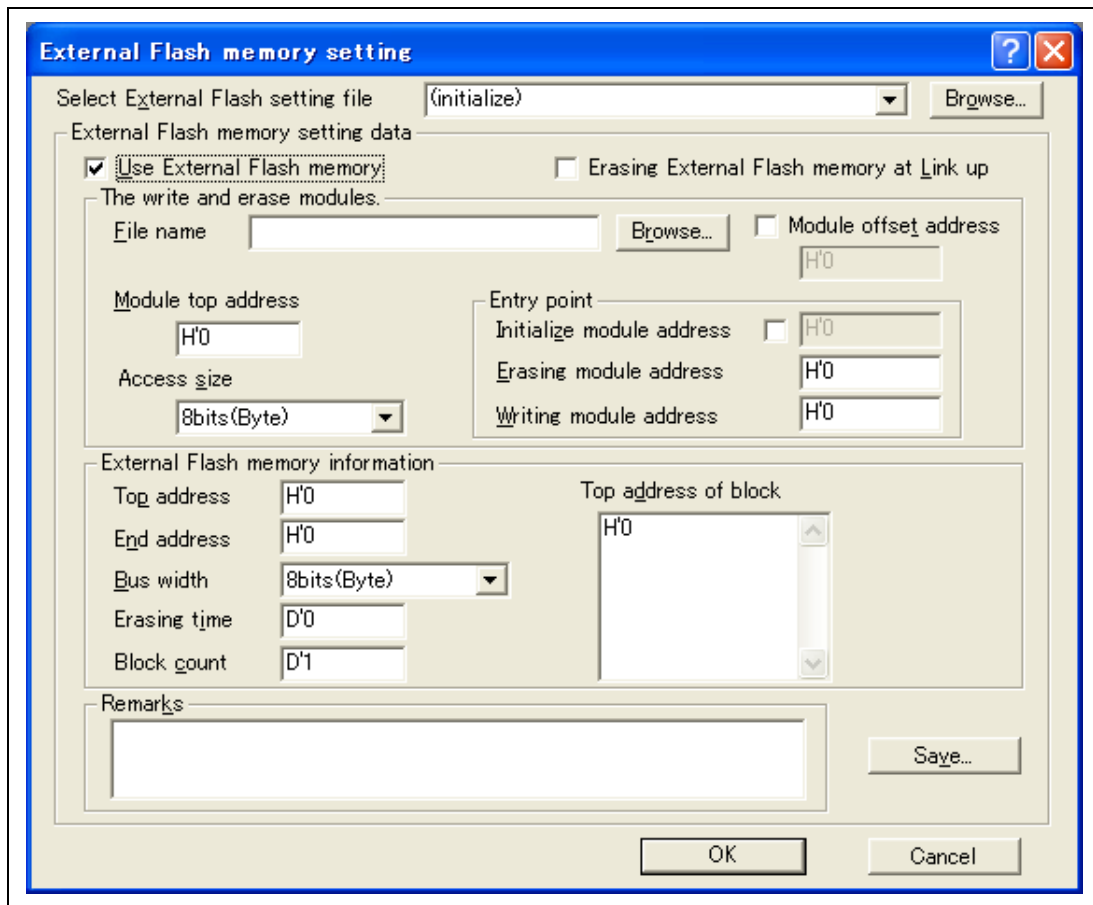 External Flash memory setting
Select External Flash setting file (initialize) Browse...
External Flash memory setting data
Use External Flash memory Erasing External Flash memory at Link up
The write and erase modules.
File name Browse... Module offset address
H'0
Module top address
H'0
Access size
8bits(Byte)
Entry point
Initialize module address H'0
Erasing module address H'0
Writing module address H'0
External Flash memory information
Top address H'0
End address H'0
Bus width 8bits(Byte)
Erasing time D'0
Block count D'1
Top address of block
H'0
Remarks
Save...
OK Cancel